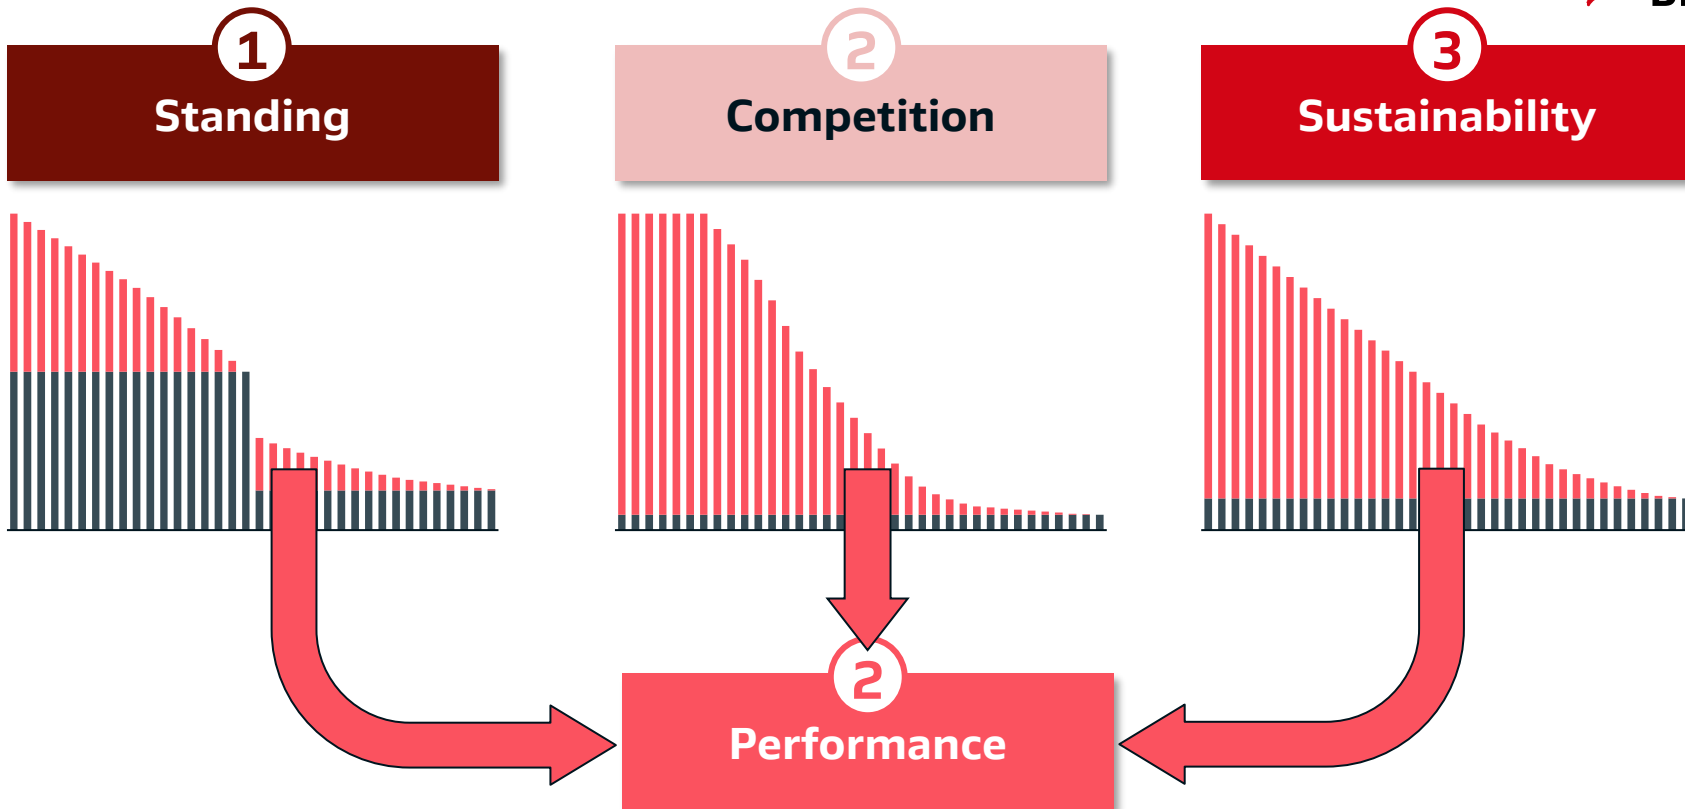 1
Standing
2
Competition
3
Sustainability
2
Performance